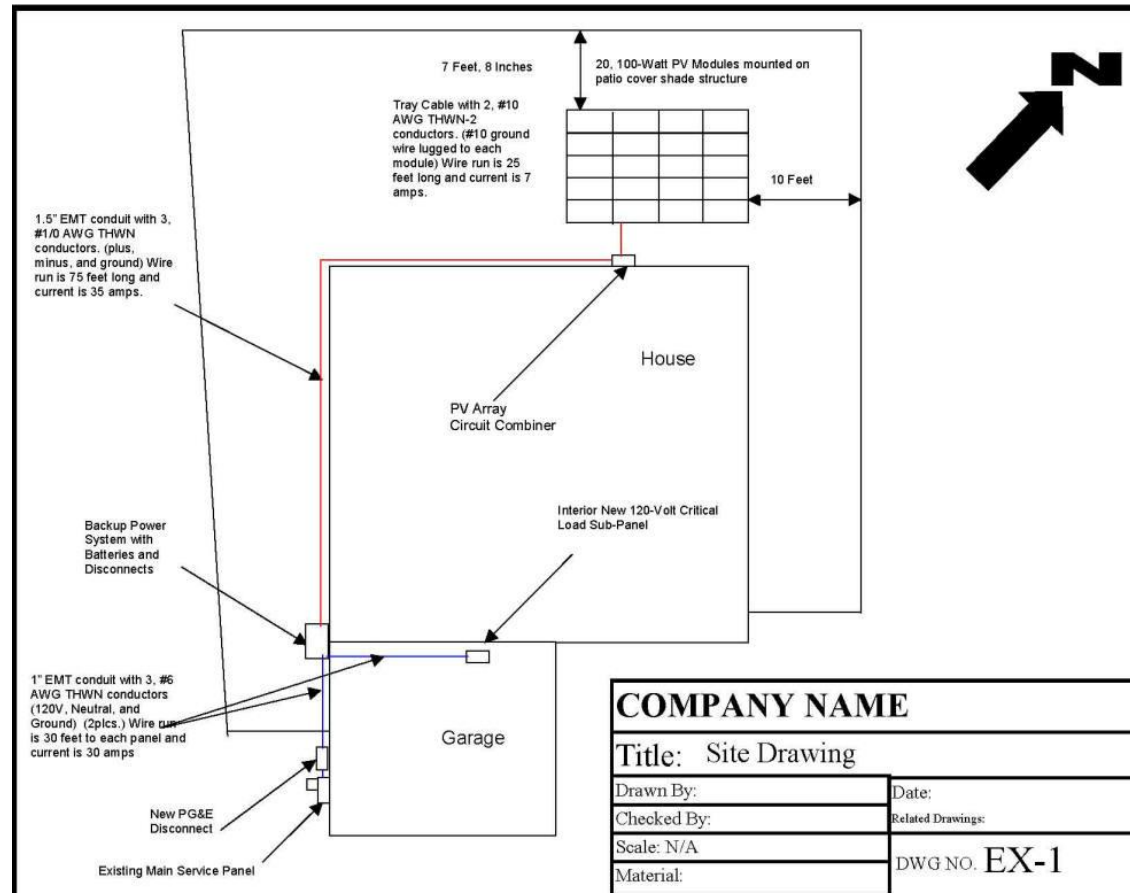 7 Feet, 8 Inches
20, 100-Watt PV Modules mounted on
patio cover shade structure
N
Tray Cable with 2, #10
AWG THWN-2
conductors. (#10 ground
wire lugged to each
module) Wire run is 25
feet long and current is 7
amps.
10 Feet
1.5" EMT conduit with 3,
#1/0 AWG THWN
conductors. (plus,
minus, and ground) Wire
run is 75 feet long and
current is 35 amps.
House
PV Array
Circuit Combiner
Interior New 120-Volt Critical
Load Sub-Panel
Backup Power
System with
Batteries and
Disconnects
1" EMT conduit with 3, #6
AWG THWN conductors
(120V, Neutral, and
Ground) (2plcs.) Wire run
is 30 feet to each panel and
current is 30 amps
Garage
New PG&E
Disconnect
Existing Main Service Panel
COMPANY NAME
Title: Site Drawing
Drawn By:
Date:
Checked By:
Related Drawings:
Scale: N/A
DWG NO. EX-1
Material: